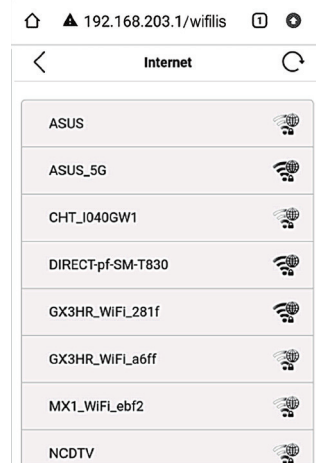 192.168.203.1/wifilis 1
Internet
ASUS
ASUS_5G
CHT_I040GW1
DIRECT-pf-SM-T830
GX3HR_WiFi_281f
GX3HR_WiFi_a6ff
MX1_WiFi_ebf2
NCDTV